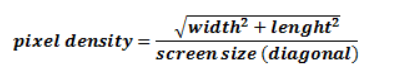 pixel density = √width² + lenght² / screen size (diagonal)